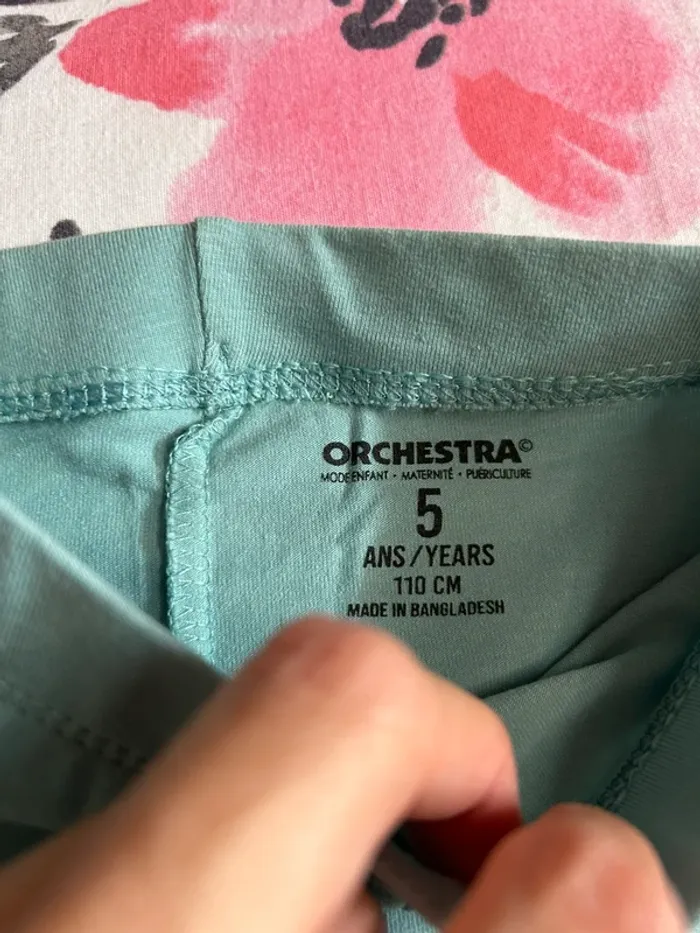 ORCHESTRA©
MODE ENFANT • MATERNITÉ • PUÉRICULTURE
5
ANS / YEARS
110 CM
MADE IN BANGLADESH